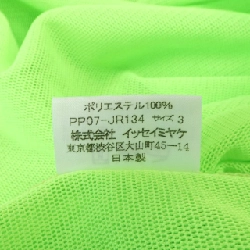 ポリエステル100%
PP07-JR134 サイズ 3
株式会社 イッセイミヤケ
東京都渋谷区大山町45-14
日本製